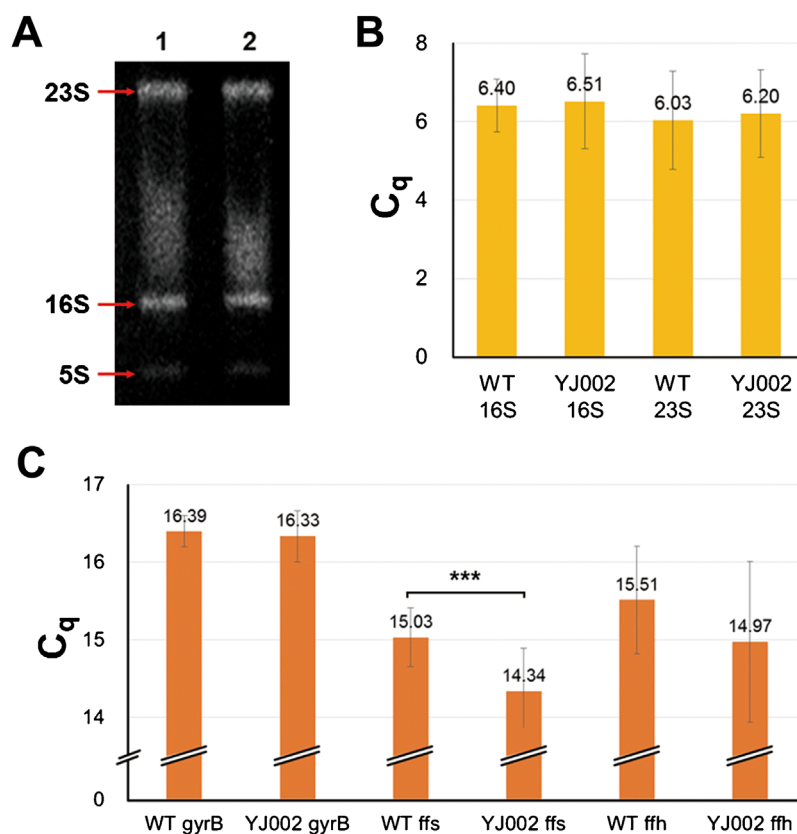 A
1 2
23S
16S
5S
B
8
6
4
2
0
Cq
6.40
6.51
6.03
6.20
WT 16S
YJ002 16S
WT 23S
YJ002 23S
C
17
16
15
14
0
Cq
16.39
16.33
15.03
14.34
15.51
14.97
***
WT gyrB
YJ002 gyrB
WT ffs
YJ002 ffs
WT ffh
YJ002 ffh